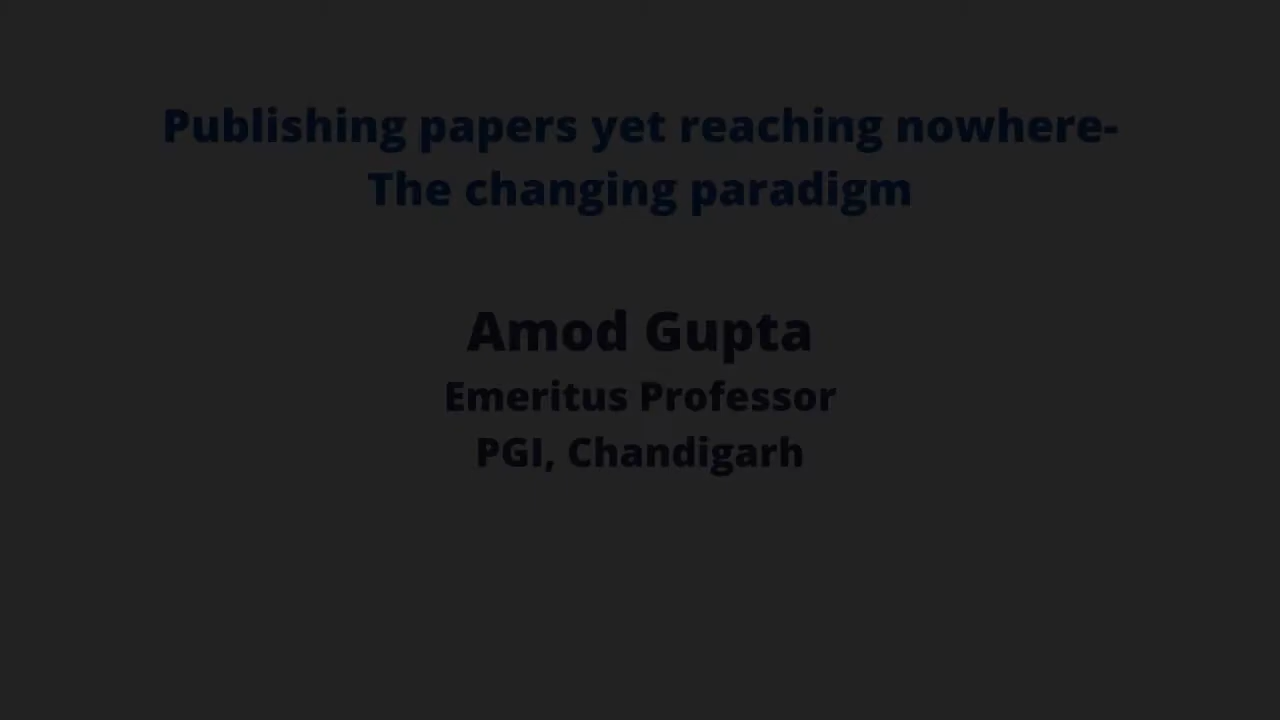 Publishing papers yet reaching nowhere-
The changing paradigm
Amod Gupta
Emeritus Professor
PGI, Chandigarh